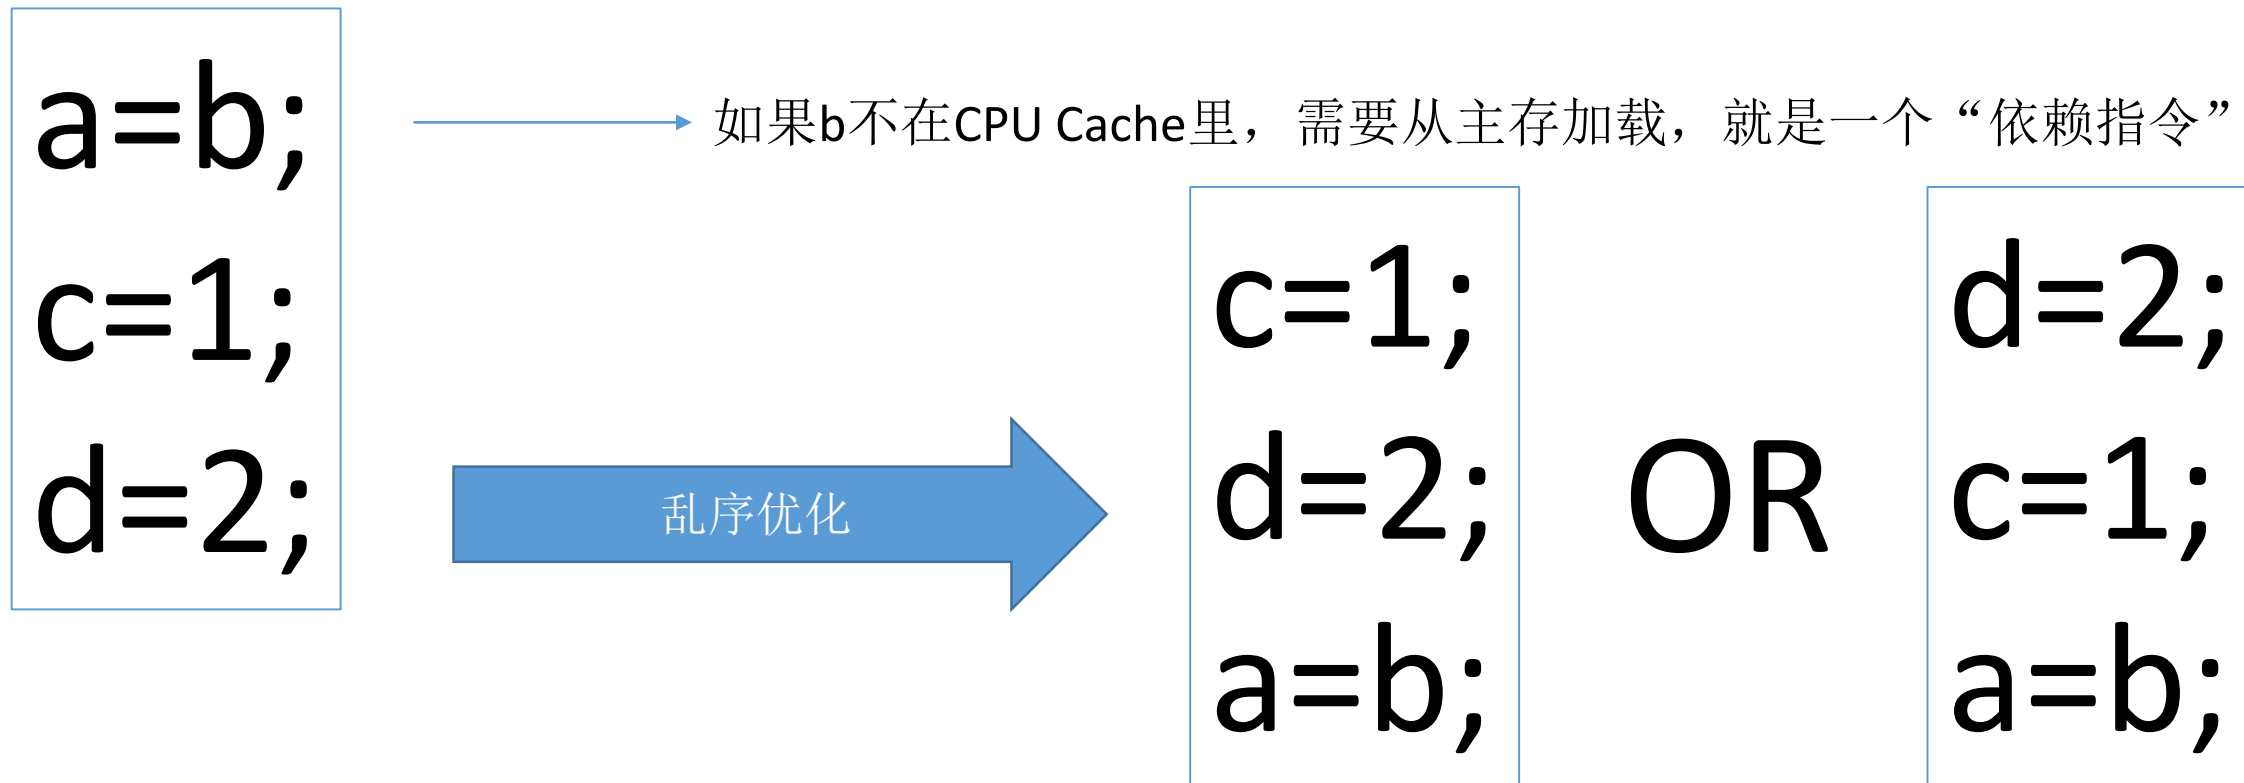 a=b;
c=1;
d=2;
如果b不在CPU Cache里，需要从主存加载，就是一个“依赖指令”
乱序优化
c=1;
d=2;
a=b;
OR
d=2;
c=1;
a=b;